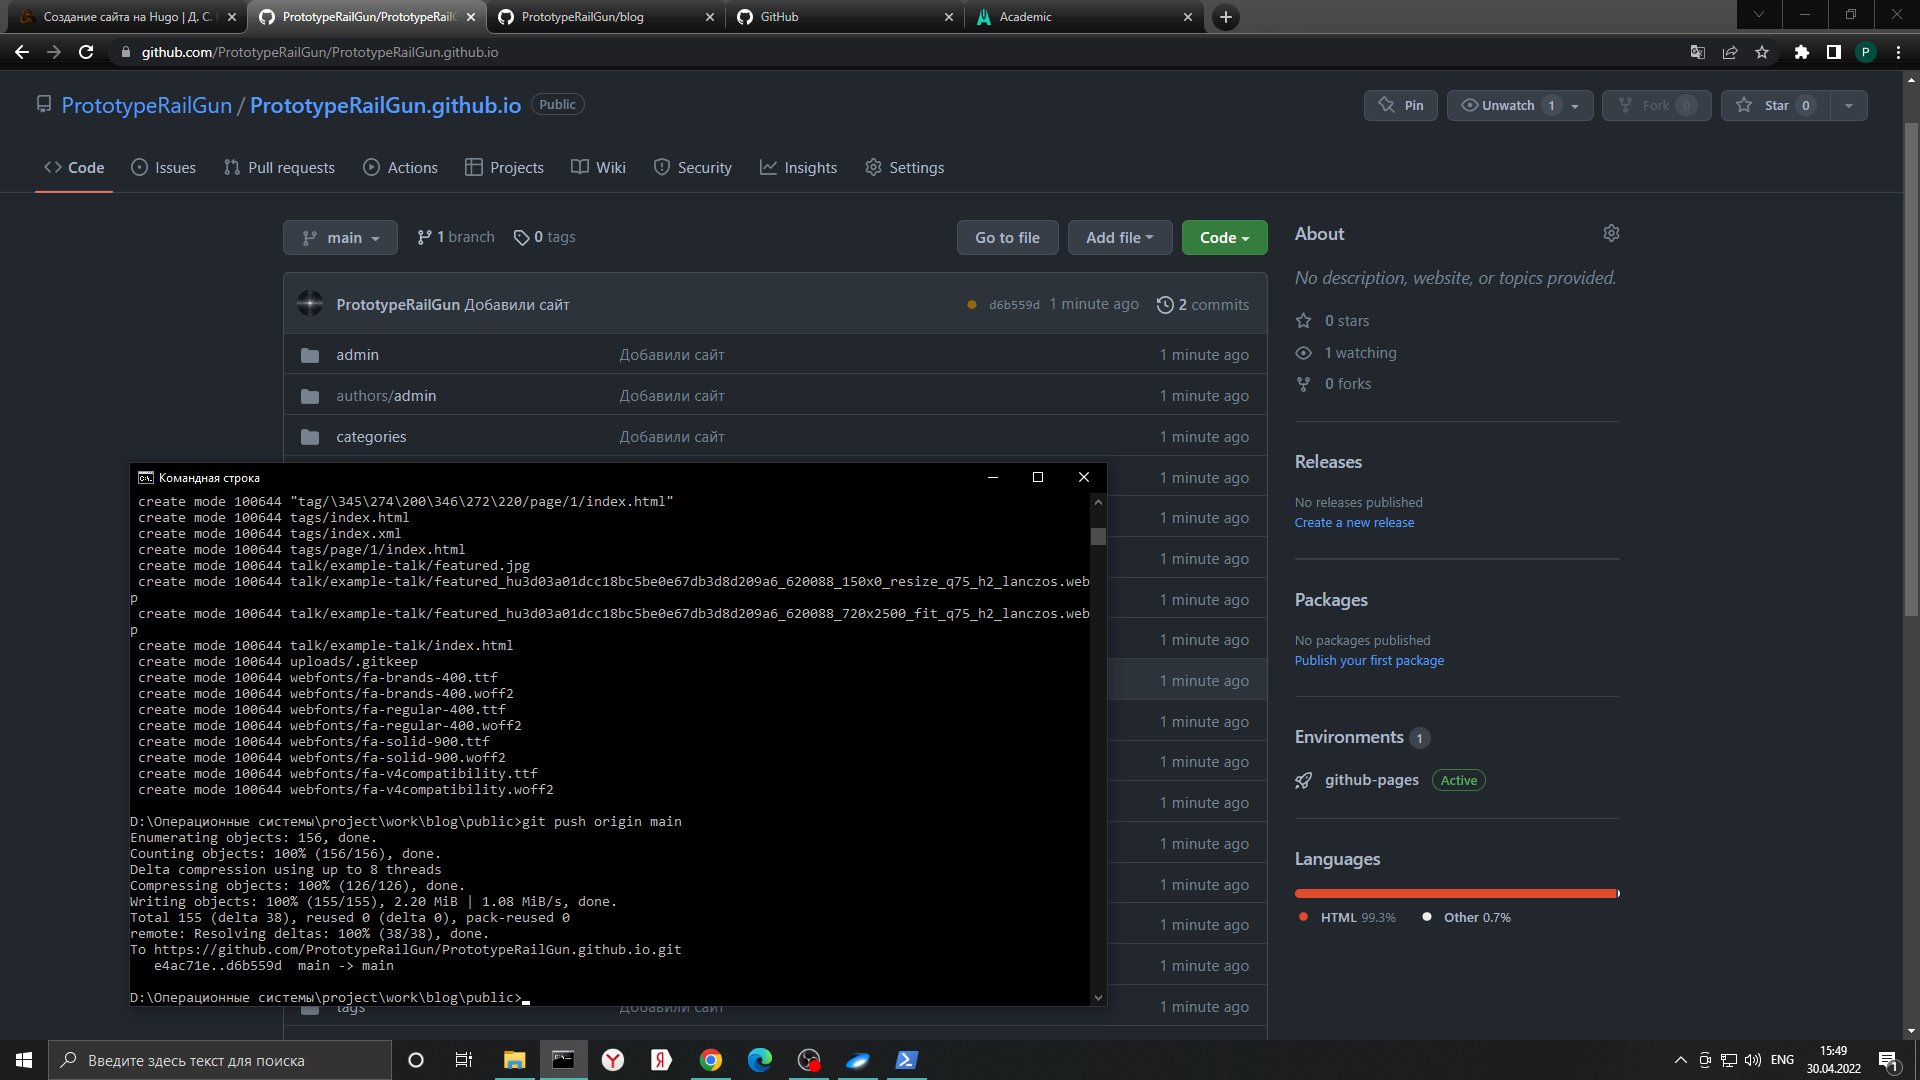 Создание сайта на Hugo | Д. С.
PrototypeRailGun/PrototypeRailG
PrototypeRailGun/blog
GitHub
Academic
github.com/PrototypeRailGun/PrototypeRailGun.github.io
P
PrototypeRailGun / PrototypeRailGun.github.io Public
Pin
Unwatch 1
Fork 0
Star 0
Code
Issues
Pull requests
Actions
Projects
Wiki
Security
Insights
Settings
main
1 branch
0 tags
Go to file
Add file
Code
About
No description, website, or topics provided.
PrototypeRailGun Добавили сайт
d6b559d 1 minute ago
2 commits
0 stars
1 watching
0 forks
admin Добавили сайт 1 minute ago
authors/admin Добавили сайт 1 minute ago
categories Добавили сайт 1 minute ago
1 minute ago
1 minute ago
1 minute ago
1 minute ago
1 minute ago
1 minute ago
1 minute ago
1 minute ago
1 minute ago
1 minute ago
1 minute ago
1 minute ago
1 minute ago
tags Добавили сайт 1 minute ago
Releases
No releases published
Create a new release
Packages
No packages published
Publish your first package
Environments 1
github-pages Active
Languages
HTML 99.3% Other 0.7%
Командная строка
create mode 100644 "tag/\345\274\200\346\272\220/page/1/index.html"
create mode 100644 tags/index.html
create mode 100644 tags/index.xml
create mode 100644 tags/page/1/index.html
create mode 100644 talk/example-talk/featured.jpg
create mode 100644 talk/example-talk/featured_hu3d03a01dcc18bc5be0e67db3d8d209a6_620088_150x0_resize_q75_h2_lanczos.web
p
create mode 100644 talk/example-talk/featured_hu3d03a01dcc18bc5be0e67db3d8d209a6_620088_720x2500_fit_q75_h2_lanczos.web
p
create mode 100644 talk/example-talk/index.html
create mode 100644 uploads/.gitkeep
create mode 100644 webfonts/fa-brands-400.ttf
create mode 100644 webfonts/fa-brands-400.woff2
create mode 100644 webfonts/fa-regular-400.ttf
create mode 100644 webfonts/fa-regular-400.woff2
create mode 100644 webfonts/fa-solid-900.ttf
create mode 100644 webfonts/fa-solid-900.woff2
create mode 100644 webfonts/fa-v4compatibility.ttf
create mode 100644 webfonts/fa-v4compatibility.woff2
D:\Операционные системы\project\work\blog\public>git push origin main
Enumerating objects: 156, done.
Counting objects: 100% (156/156), done.
Delta compression using up to 8 threads
Compressing objects: 100% (126/126), done.
Writing objects: 100% (155/155), 2.20 MiB | 1.08 MiB/s, done.
Total 155 (delta 38), reused 0 (delta 0), pack-reused 0
remote: Resolving deltas: 100% (38/38), done.
To https://github.com/PrototypeRailGun/PrototypeRailGun.github.io.git
e4ac71e..d6b559d main -> main
D:\Операционные системы\project\work\blog\public>
Введите здесь текст для поиска
ENG
15:49
30.04.2022
1